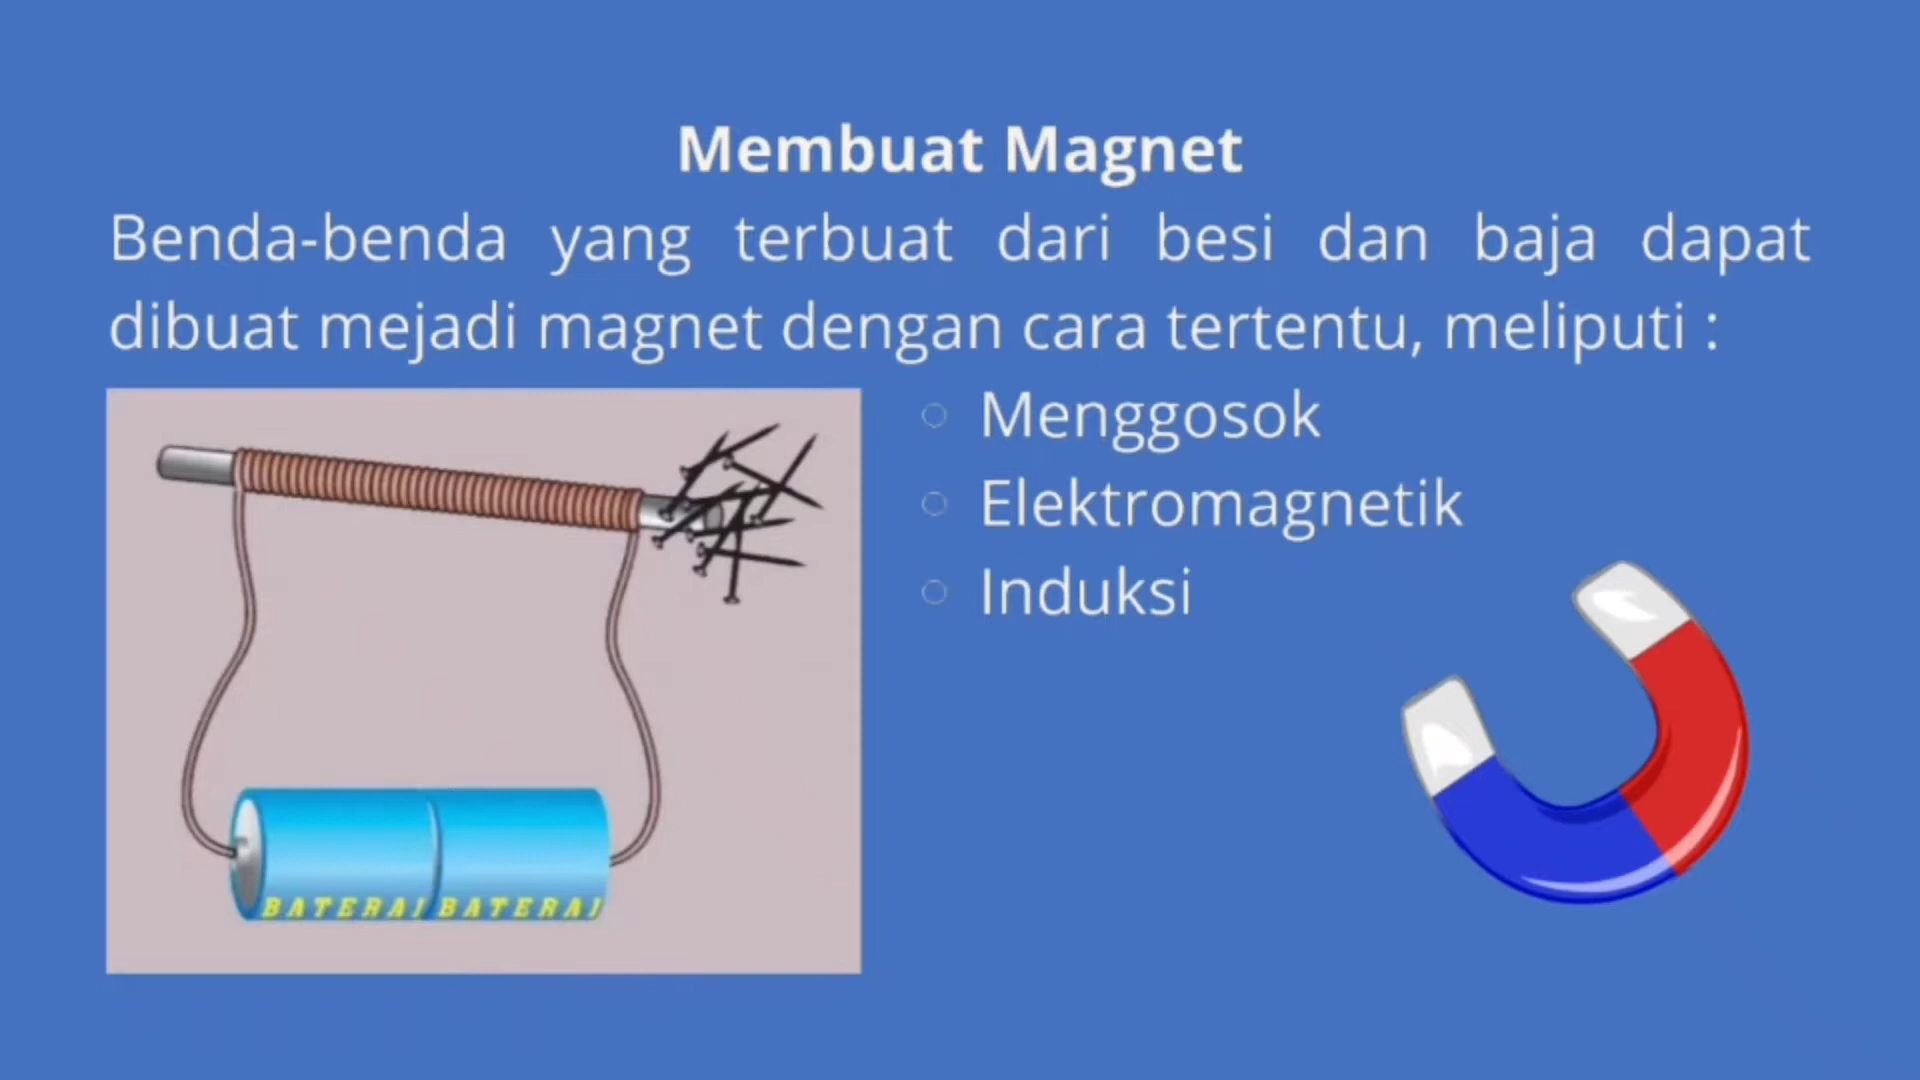 Membuat Magnet
Benda-benda yang terbuat dari besi dan baja dapat
dibuat mejadi magnet dengan cara tertentu, meliputi :
Menggosok
Elektromagnetik
Induksi
BATERAI BATERAI